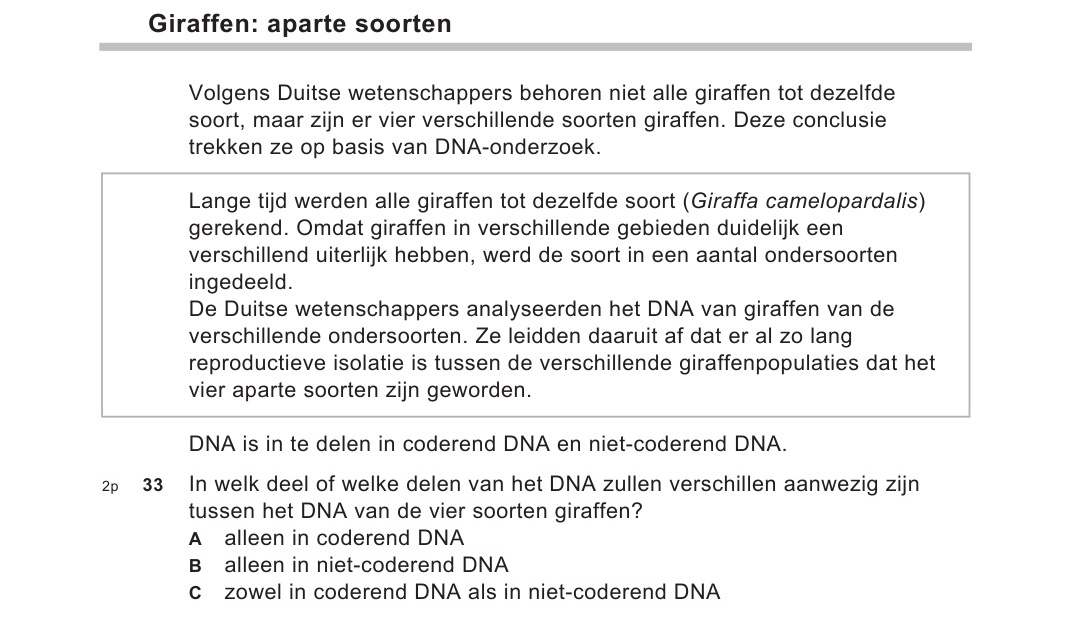 Giraffen: aparte soorten
Volgens Duitse wetenschappers behoren niet alle giraffen tot dezelfde
soort, maar zijn er vier verschillende soorten giraffen. Deze conclusie
trekken ze op basis van DNA-onderzoek.
Lange tijd werden alle giraffen tot dezelfde soort (Giraffa camelopardalis)
gerekend. Omdat giraffen in verschillende gebieden duidelijk een
verschillend uiterlijk hebben, werd de soort in een aantal ondersoorten
ingedeeld.
De Duitse wetenschappers analyseerden het DNA van giraffen van de
verschillende ondersoorten. Ze leidden daaruit af dat er al zo lang
reproductieve isolatie is tussen de verschillende giraffenpopulaties dat het
vier aparte soorten zijn geworden.
DNA is in te delen in coderend DNA en niet-coderend DNA.
2p 33 In welk deel of welke delen van het DNA zullen verschillen aanwezig zijn
tussen het DNA van de vier soorten giraffen?
A alleen in coderend DNA
B alleen in niet-coderend DNA
C zowel in coderend DNA als in niet-coderend DNA